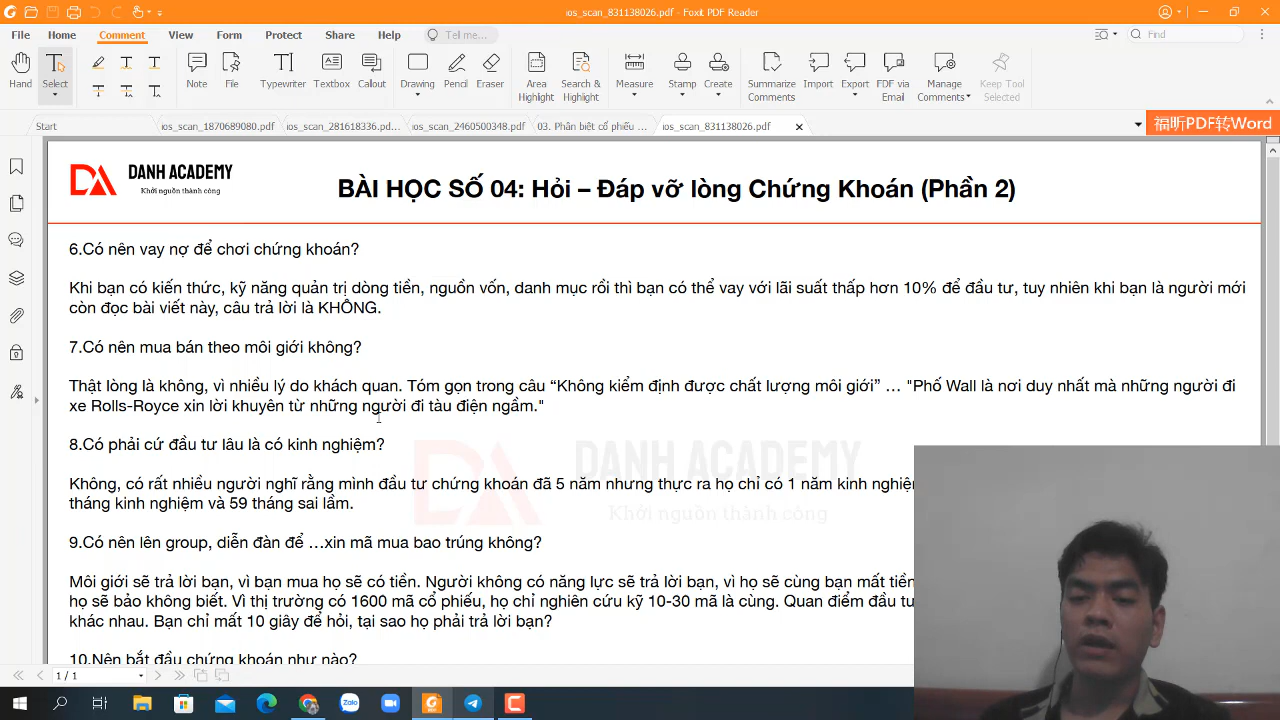 ios_scan_831138026.pdf - Foxit PDF Reader
File Home Comment View Form Protect Share Help Tell me... Find
Hand Select Note File Typewriter Textbox Callout Drawing Pencil Eraser Area Highlight Search & Highlight Measure Stamp Create Summarize Comments Import Export PDF via Email Manage Comments Keep Tool Selected
Start ios_scan_1870689080.pdf ios_scan_281618336.pd... ios_scan_2460500348.pdf 03. Phân biệt cổ phiếu ... ios_scan_831138026.pdf 福昕PDF转Word
DA DANH ACADEMY
Khởi nguồn thành công
BÀI HỌC SỐ 04: Hỏi – Đáp vỡ lòng Chứng Khoán (Phần 2)
6.Có nên vay nợ để chơi chứng khoán?
Khi bạn có kiến thức, kỹ năng quản trị dòng tiền, nguồn vốn, danh mục rồi thì bạn có thể vay với lãi suất thấp hơn 10% để đầu tư, tuy nhiên khi bạn là người mới
còn đọc bài viết này, câu trả lời là KHÔNG.
7.Có nên mua bán theo môi giới không?
Thật lòng là không, vì nhiều lý do khách quan. Tóm gọn trong câu “Không kiểm định được chất lượng môi giới” … "Phố Wall là nơi duy nhất mà những người đi
xe Rolls-Royce xin lời khuyên từ những người đi tàu điện ngầm."
8.Có phải cứ đầu tư lâu là có kinh nghiệm?
Không, có rất nhiều người nghĩ rằng mình đầu tư chứng khoán đã 5 năm nhưng thực ra họ chỉ có 1 năm kinh nghiệm
tháng kinh nghiệm và 59 tháng sai lầm.
DANH ACADEMY
Khởi nguồn thành công
9.Có nên lên group, diễn đàn để …xin mã mua bao trúng không?
Môi giới sẽ trả lời bạn, vì bạn mua họ sẽ có tiền. Người không có năng lực sẽ trả lời bạn, vì họ sẽ cùng bạn mất tiền
họ sẽ bảo không biết. Vì thị trường có 1600 mã cổ phiếu, họ chỉ nghiên cứu kỹ 10-30 mã là cùng. Quan điểm đầu tư
khác nhau. Bạn chỉ mất 10 giây để hỏi, tại sao họ phải trả lời bạn?
10.Nên bắt đầu chứng khoán như nào?
1 / 1
Zalo